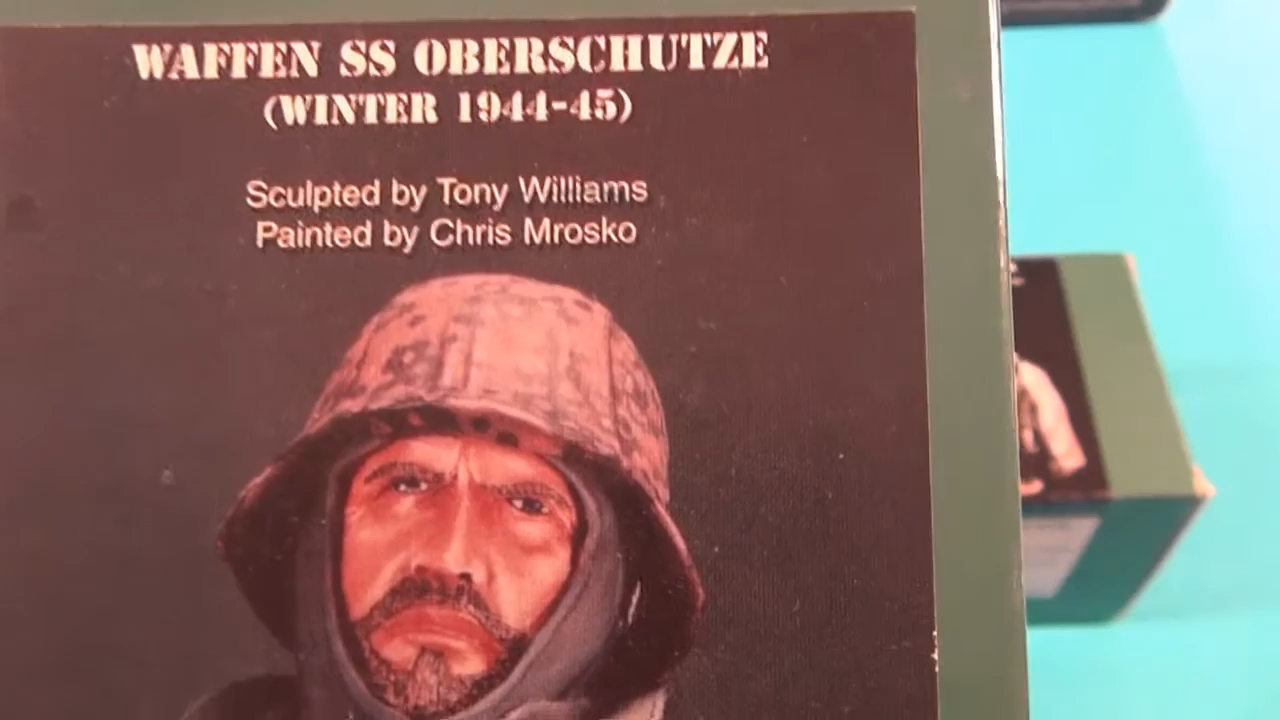 WAFFEN SS OBERSCHUTZE
(WINTER 1944-45)
Sculpted by Tony Williams
Painted by Chris Mrosko